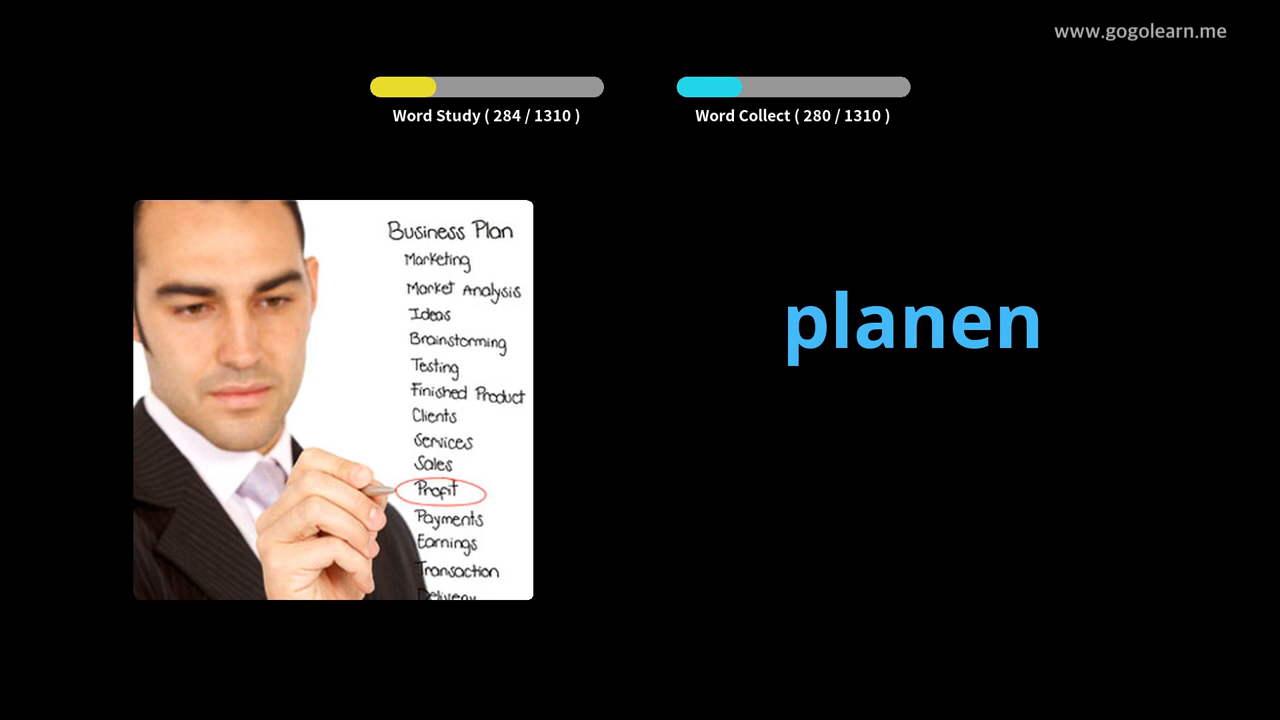 www.gogolearn.me
Word Study ( 284 / 1310 )
Word Collect ( 280 / 1310 )
Business Plan
Marketing
Market Analysis
Ideas
Brainstorming
Testing
Finished Product
Clients
Services
Sales
Profit
Payments
Earnings
Transaction
Delivery
planen